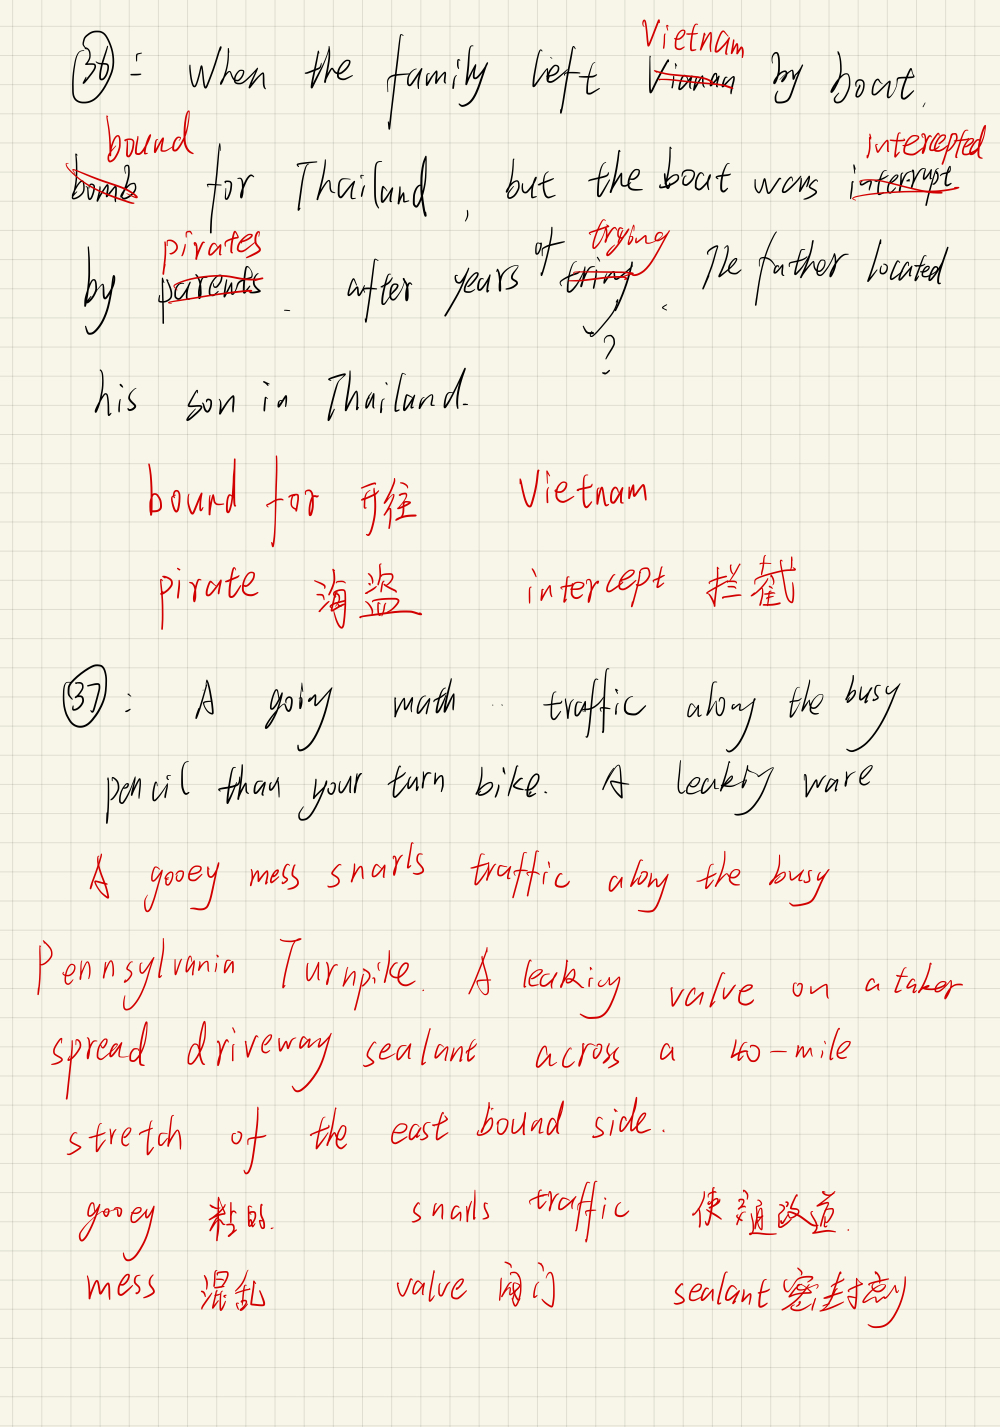 36: When the family left Vianan Vietnam by boat,
bomb bound for Thailand, but the boat was interrupt intercepted
by parents pirates. after years of tring trying. The father located
?
his son in Thailand.
bound for 开往 Vietnam
pirate 海盗 intercept 拦截
37: A going math traffic along the busy
pencil than your turn bike. A leaking ware
A gooey mess snarls traffic along the busy
Pennsylvania Turnpike. A leaking valve on a taker
spread driveway sealant across a 40-mile
stretch of the east bound side.
gooey 粘的. snarls traffic 使交通改道.
mess 混乱 valve 阀门 sealant 密封剂